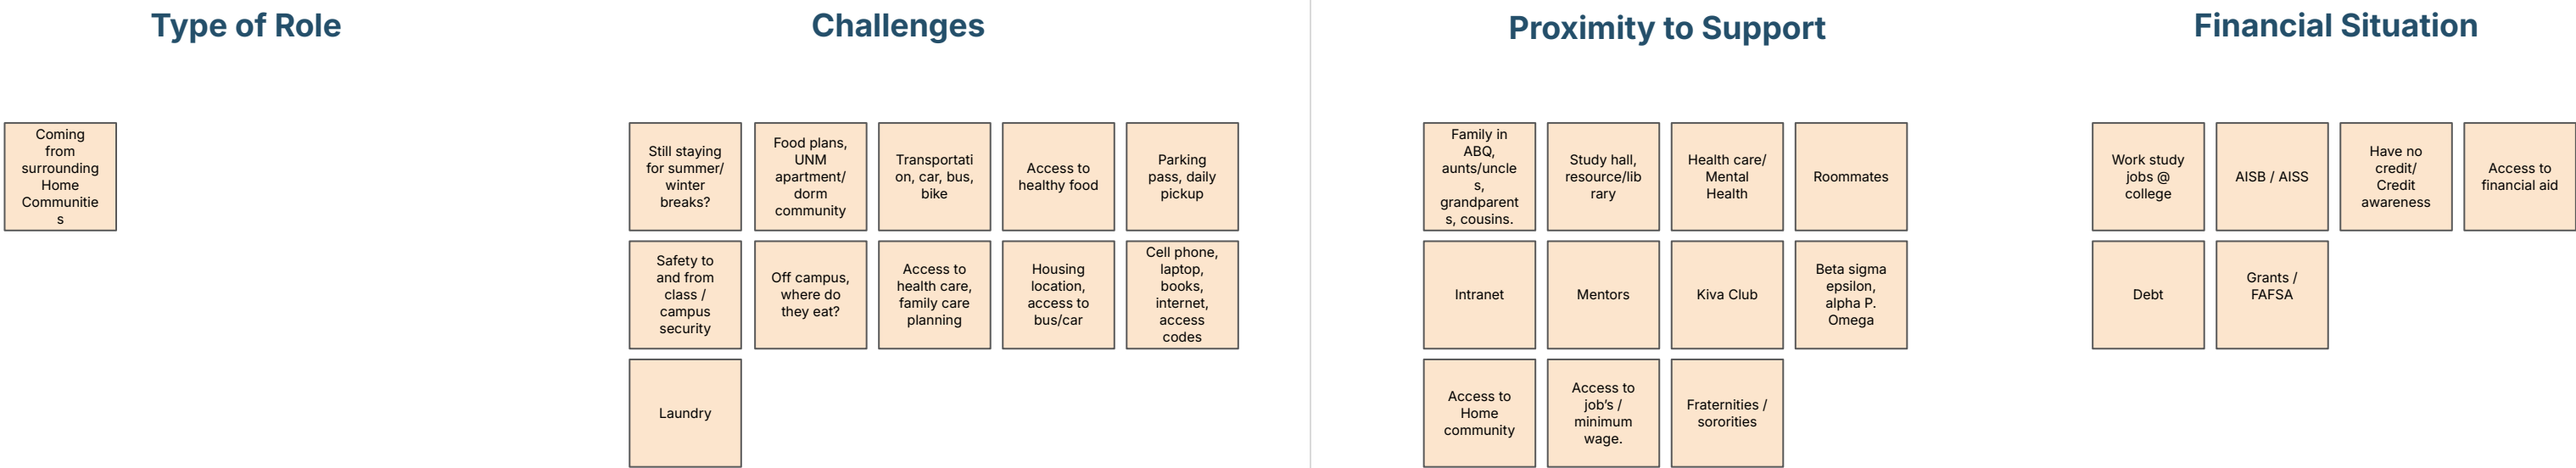 Type of Role
Coming
from
surrounding
Home
Communitie
s
Challenges
Still staying
for summer/
winter
breaks?
Food plans,
UNM
apartment/
dorm
community
Transportati
on, car, bus,
bike
Access to
healthy food
Parking
pass, daily
pickup
Safety to
and from
class /
campus
security
Off campus,
where do
they eat?
Access to
health care,
family care
planning
Housing
location,
access to
bus/car
Cell phone,
laptop,
books,
internet,
access
codes
Laundry
Proximity to Support
Family in
ABQ,
aunts/uncle
s,
grandparent
s, cousins.
Study hall,
resource/lib
rary
Health care/
Mental
Health
Roommates
Intranet
Mentors
Kiva Club
Beta sigma
epsilon,
alpha P.
Omega
Access to
Home
community
Access to
job’s /
minimum
wage.
Fraternities /
sororities
Financial Situation
Work study
jobs @
college
AISB / AISS
Have no
credit/
Credit
awareness
Access to
financial aid
Debt
Grants /
FAFSA